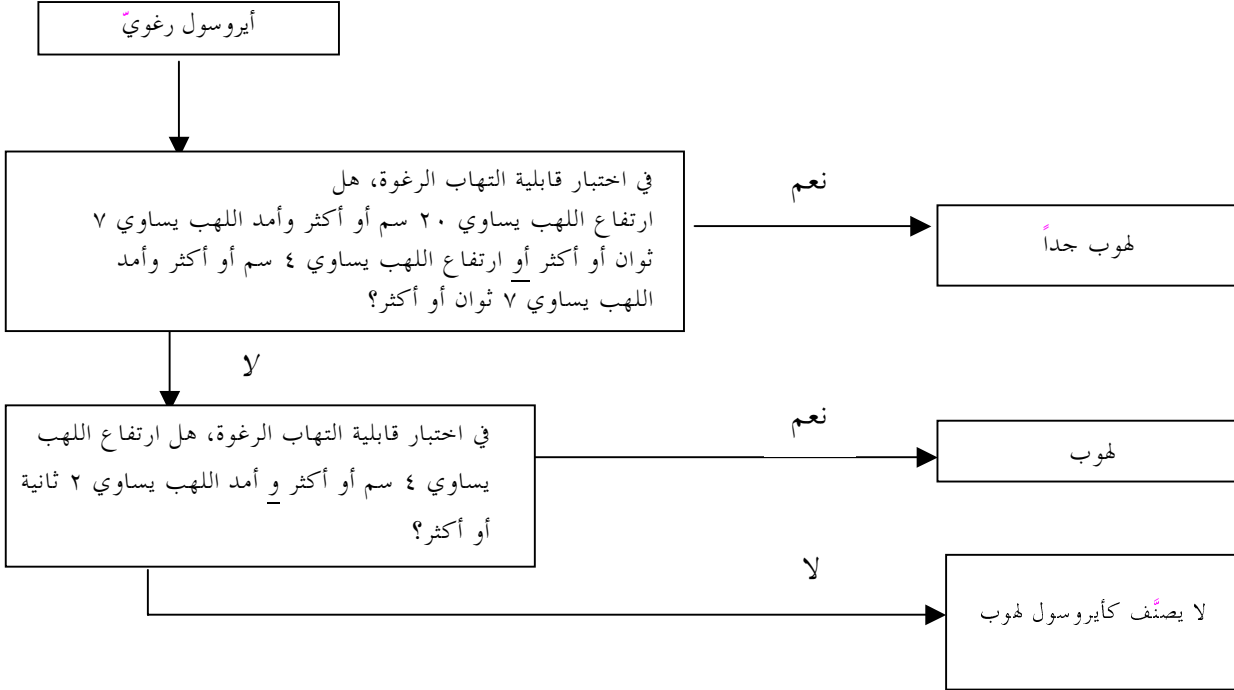 أيروسول رغويّ
في اختبار قابلية التهاب الرغوة، هل
ارتفاع اللهب يساوي ٢٠ سم أو أكثر وأمد اللهب يساوي ٧
ثوان أو أكثر أو ارتفاع اللهب يساوي ٤ سم أو أكثر وأمد
اللهب يساوي ٧ ثوان أو أكثر؟
نعم
لهوب جداً
لا
في اختبار قابلية التهاب الرغوة، هل ارتفاع اللهب
يساوي ٤ سم أو أكثر و أمد اللهب يساوي ٢ ثانية
أو أكثر؟
نعم
لهوب
لا
لا يصنَّف كأيروسول لهوب